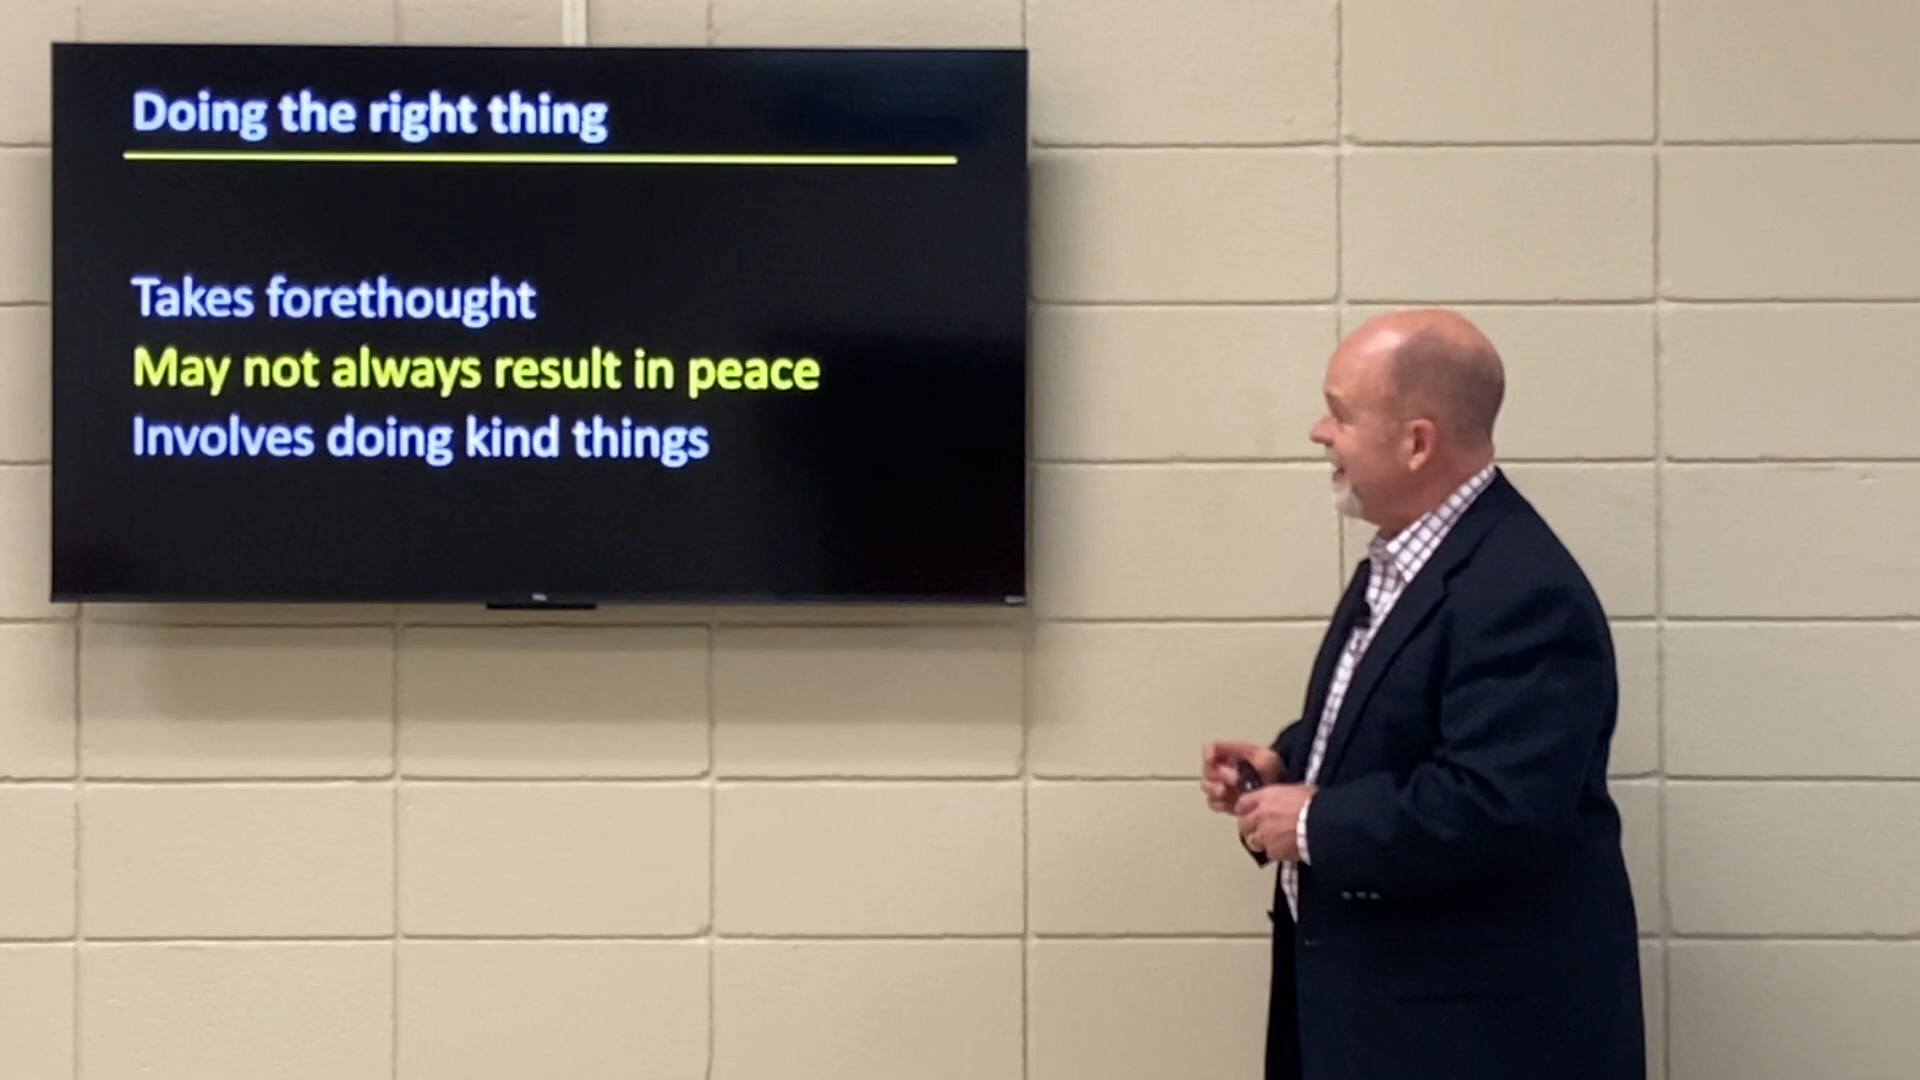 Doing the right thing
Takes forethought
May not always result in peace
Involves doing kind things